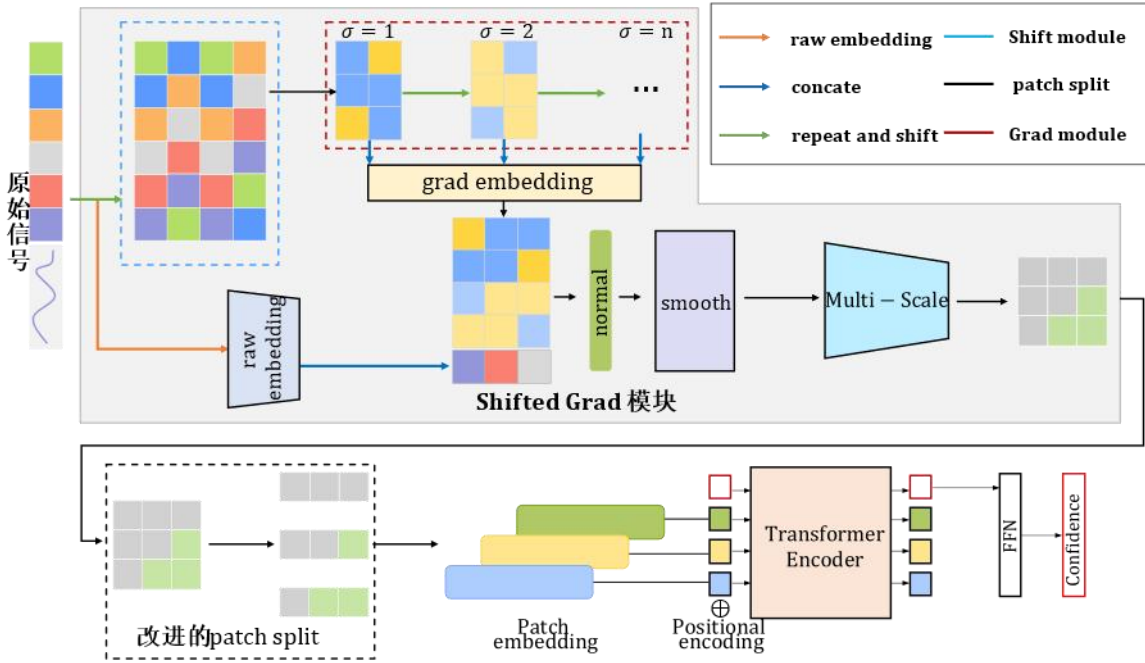 σ = 1
σ = 2
σ = n
...
raw embedding
Shift module
concate
patch split
repeat and shift
Grad module
原始信号
grad embedding
raw
embedding
normal
smooth
Multi − Scale
Shifted Grad 模块
改进的patch split
Patch
embedding
Positional
encoding
Transformer
Encoder
FFN
Confidence